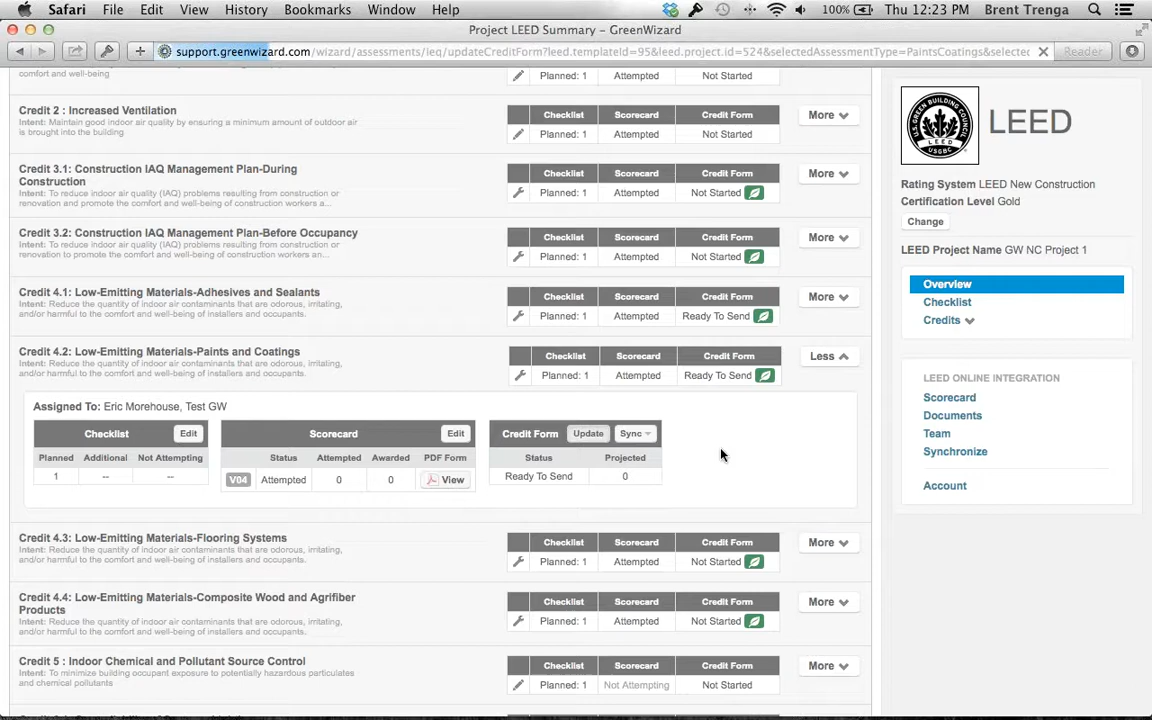 Safari File Edit View History Bookmarks Window Help 100% Thu 12:23 PM Brent Trenga
Project LEED Summary – GreenWizard
support.greenwizard.com/wizard/assessments/ieq/updateCreditForm?leed.templateId=95&leed.project.id=524&selectedAssessmentType=PaintsCoatings&selected Reader
comfort and well-being
Planned: 1 Attempted Not Started
Credit 2 : Increased Ventilation
Intent: Maintain good indoor air quality by ensuring a minimum amount of outdoor air
is brought into the building
Checklist Scorecard Credit Form
Planned: 1 Attempted Not Started
More
Credit 3.1: Construction IAQ Management Plan-During
Construction
Intent: To reduce indoor air quality (IAQ) problems resulting from construction or
renovation and promote the comfort and well-being of construction workers a...
Checklist Scorecard Credit Form
Planned: 1 Attempted Not Started
More
Credit 3.2: Construction IAQ Management Plan-Before Occupancy
Intent: To reduce indoor air quality (IAQ) problems resulting from construction or
renovation to promote the comfort and well-being of construction workers an...
Checklist Scorecard Credit Form
Planned: 1 Attempted Not Started
More
Credit 4.1: Low-Emitting Materials-Adhesives and Sealants
Intent: Reduce the quantity of indoor air contaminants that are odorous, irritating,
and/or harmful to the comfort and well-being of installers and occupants.
Checklist Scorecard Credit Form
Planned: 1 Attempted Ready To Send
More
Credit 4.2: Low-Emitting Materials-Paints and Coatings
Intent: Reduce the quantity of indoor air contaminants that are odorous, irritating,
and/or harmful to the comfort and well-being of installers and occupants.
Checklist Scorecard Credit Form
Planned: 1 Attempted Ready To Send
Less
Assigned To: Eric Morehouse, Test GW
Checklist Edit
Planned Additional Not Attempting
1 -- --
Scorecard Edit
Status Attempted Awarded PDF Form
V04 Attempted 0 0 View
Credit Form Update Sync
Status Projected
Ready To Send 0
Credit 4.3: Low-Emitting Materials-Flooring Systems
Intent: Reduce the quantity of indoor air contaminants that are odorous, irritating,
and/or harmful to the comfort and well-being of installers and occupants.
Checklist Scorecard Credit Form
Planned: 1 Attempted Not Started
More
Credit 4.4: Low-Emitting Materials-Composite Wood and Agrifiber
Products
Intent: Reduce the quantity of indoor air contaminants that are odorous, irritating,
and/or harmful to the comfort and well-being of installers and occupants.
Checklist Scorecard Credit Form
Planned: 1 Attempted Not Started
More
Credit 5 : Indoor Chemical and Pollutant Source Control
Intent: To minimize building occupant exposure to potentially hazardous particulates
and chemical pollutants
Checklist Scorecard Credit Form
Planned: 1 Not Attempting Not Started
More
U.S. GREEN BUILDING COUNCIL
LEED
USGBC
LEED
Rating System LEED New Construction
Certification Level Gold
Change
LEED Project Name GW NC Project 1
Overview
Checklist
Credits
LEED ONLINE INTEGRATION
Scorecard
Documents
Team
Synchronize
Account